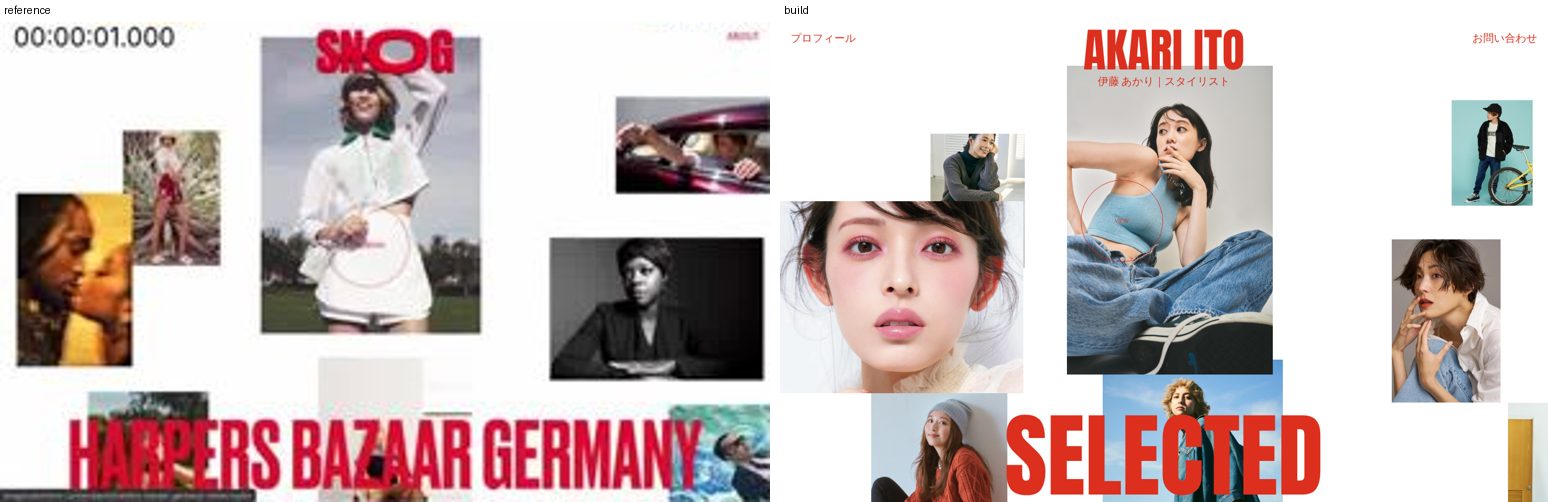 reference
00:00:01.000
SNOG
ABOUT
HARPERS BAZAAR GERMANY
build
プロフィール
AKARI ITO
伊藤 あかり｜スタイリスト
お問い合わせ
SELECTED